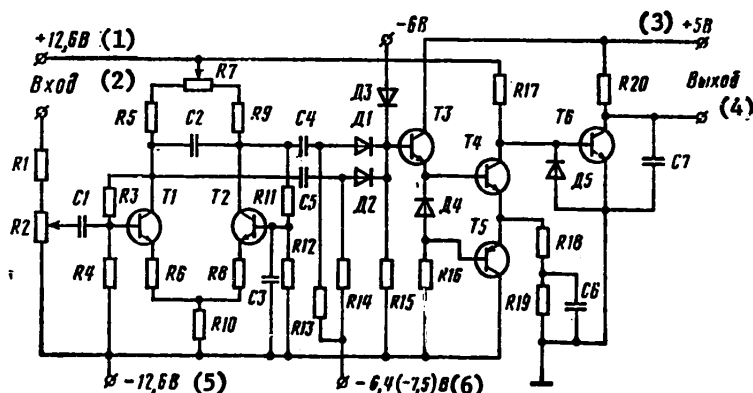 -6В
(3) +5В
+12,6В (1)
Вход (2)
R7
Д3
R17
R20
Выход
(4)
R5
C2
R9
C4
Д1
T3
T4
T6
R1
C1
R3
T1
T2
R11
C5
Д2
Д4
Д5
C7
R2
T5
R4
R6
R8
C3
R12
R13
R14
R15
R16
R18
R19
C6
R10
-12,6В (5)
-6,4(-7,5)В(6)